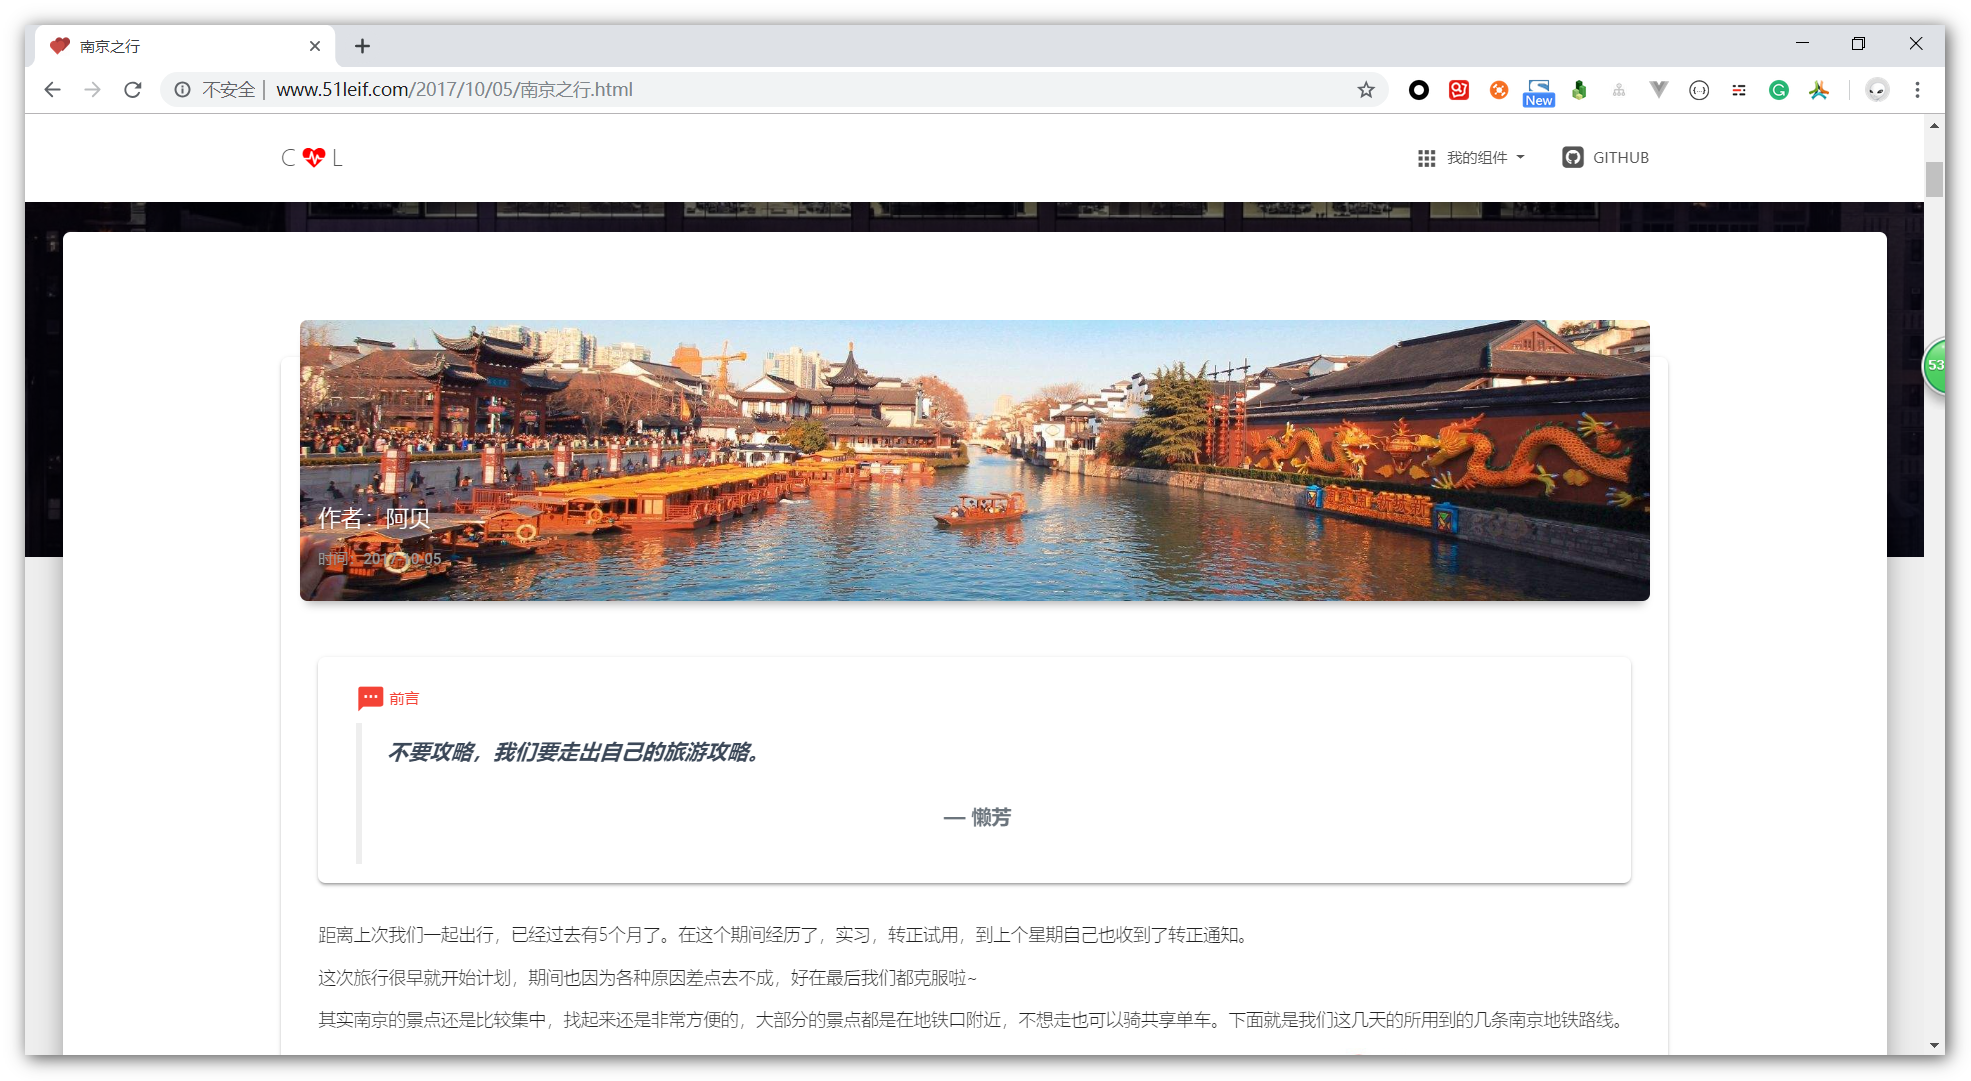 南京之行
不安全 | www.51leif.com/2017/10/05/南京之行.html
New
C L
我的组件
GITHUB
53
作者：阿贝
时间：2017-10-05
前言
不要攻略，我们要走出自己的旅游攻略。
— 懒芳
距离上次我们一起出行，已经过去有5个月了。在这个期间经历了，实习，转正试用，到上个星期自己也收到了转正通知。
这次旅行很早就开始计划，期间也因为各种原因差点去不成，好在最后我们都克服啦~
其实南京的景点还是比较集中，找起来还是非常方便的，大部分的景点都是在地铁口附近，不想走也可以骑共享单车。下面就是我们这几天的所用到的几条南京地铁路线。